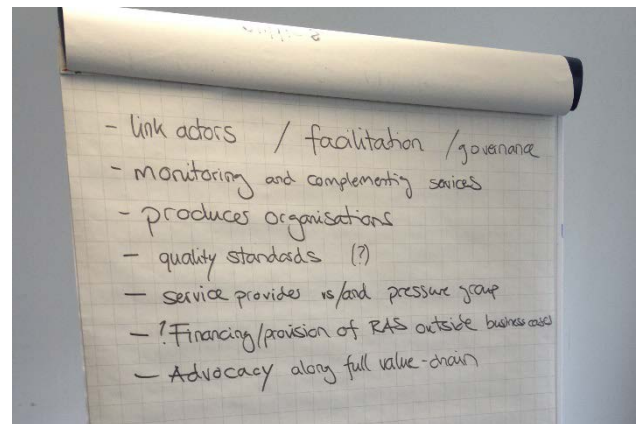 - link actors / facilitation / governance
- monitoring and complementing services
- produces organisations
- quality standards (?)
- service provides vs/and pressure group
- ? Financing/provision of RAS outside business cases
- Advocacy along full value-chain